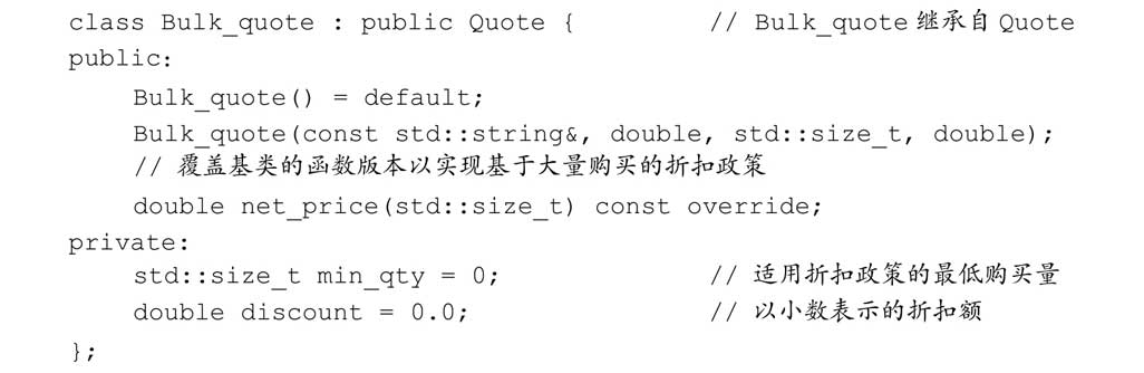 class Bulk_quote : public Quote { // Bulk_quote 继承自 Quote
public:
Bulk_quote() = default;
Bulk_quote(const std::string&, double, std::size_t, double);
// 覆盖基类的函数版本以实现基于大量购买的折扣政策
double net_price(std::size_t) const override;
private:
std::size_t min_qty = 0; // 适用折扣政策的最低购买量
double discount = 0.0; // 以小数表示的折扣额
};